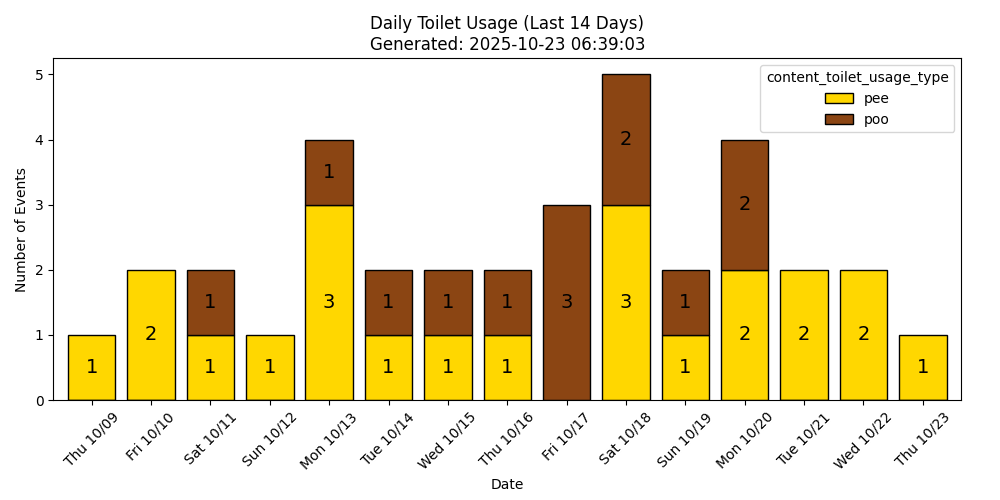 Daily Toilet Usage (Last 14 Days)
Generated: 2025-10-23 06:39:03
content_toilet_usage_type
pee
poo
Number of Events
5
4
3
2
1
0
1
2
1
1
1
1
3
1
1
1
1
1
1
3
2
3
1
1
2
2
2
2
1
Thu 10/09
Fri 10/10
Sat 10/11
Sun 10/12
Mon 10/13
Tue 10/14
Wed 10/15
Thu 10/16
Fri 10/17
Sat 10/18
Sun 10/19
Mon 10/20
Tue 10/21
Wed 10/22
Thu 10/23
Date